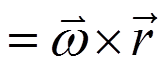 = ω⃗ × r⃗